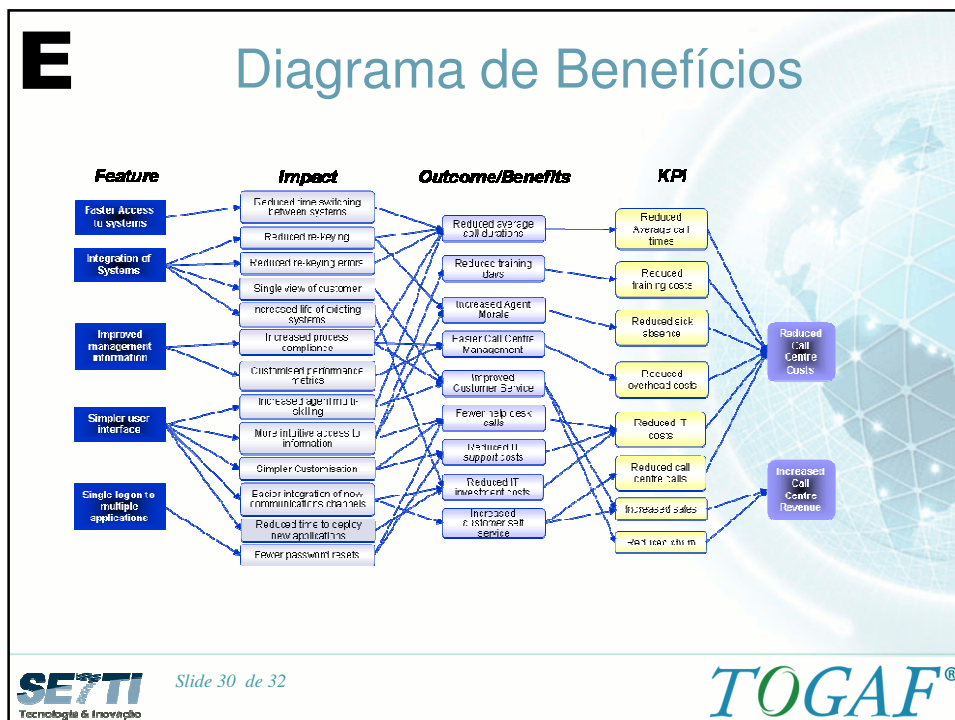 E
Diagrama de Benefícios
Feature
Impact
Outcome/Benefits
KPI
Faster Access
to systems
Integration of
Systems
Improved
management
information
Simpler user
interface
Single logon to
multiple
applications
Reduced time switching
between systems
Reduced re-keying
Reduced re-keying errors
Single view of customer
Increased life of existing
systems
Increased process
compliance
Customised performance
metrics
Increased agent multi-
skilling
More intuitive access to
information
Simpler Customisation
Easier integration of new
communications channels
Reduced time to deploy
new applications
Fewer password resets
Reduced average
call durations
Reduced training
days
Increased Agent
Morale
Faster Call Centre
Management
Improved
Customer Service
Fewer help desk
calls
Reduced IT
support costs
Reduced IT
investment costs
Increased
customer self
service
Reduced
Average call
times
Reduced
training costs
Reduced sick
absence
Reduced
overhead costs
Reduced IT
costs
Reduced call
centre calls
Increased sales
Reduced churn
Reduced
Call
Centre
Costs
Increased
Call
Centre
Revenue
SETTI
Tecnologia & Inovação
Slide 30 de 32
TOGAF®